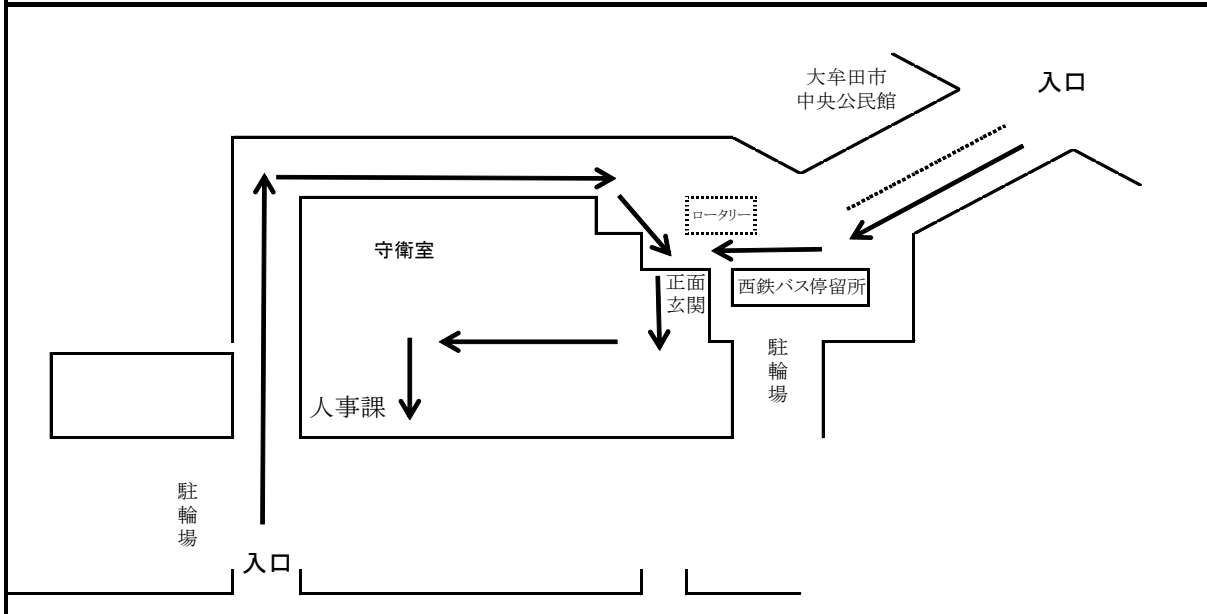 大牟田市
中央公民館
入口
ロータリー
守衛室
正面
玄関
西鉄バス停留所
駐輪場
人事課
駐輪場
入口